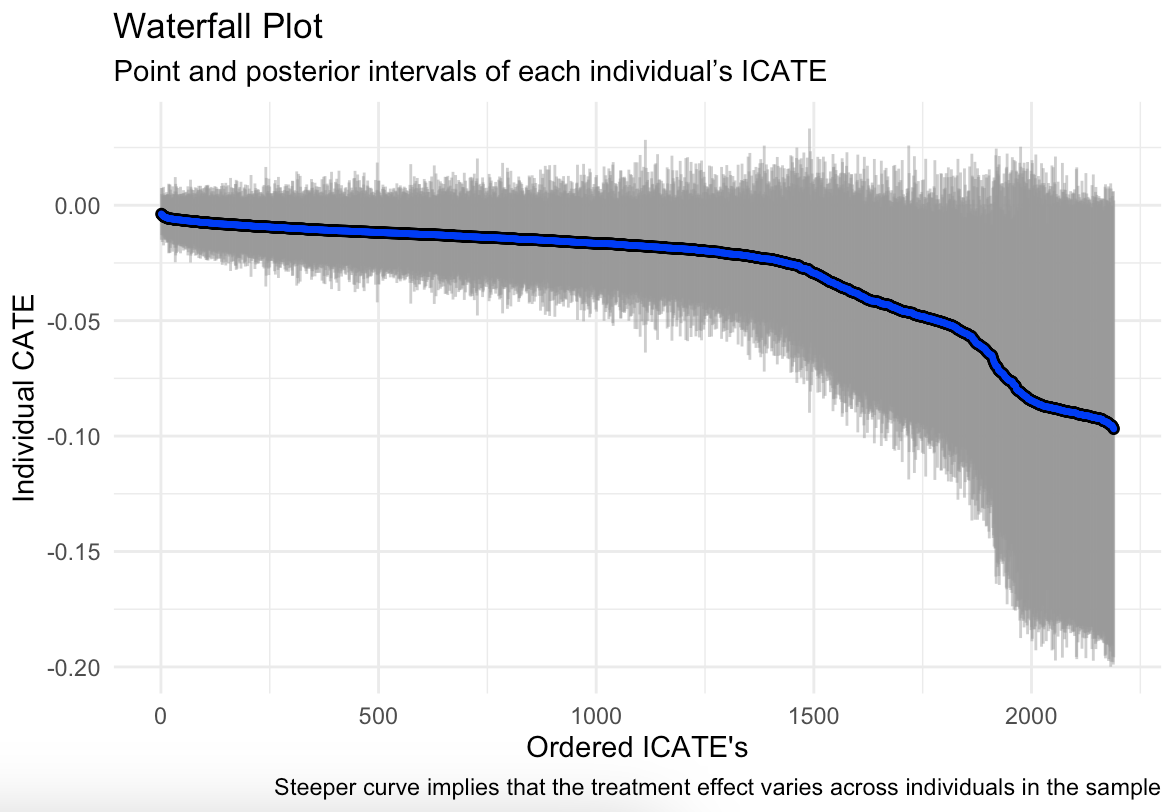 Waterfall Plot
Point and posterior intervals of each individual’s ICATE
Individual CATE
0.00
-0.05
-0.10
-0.15
-0.20
0 500 1000 1500 2000
Ordered ICATE's
Steeper curve implies that the treatment effect varies across individuals in the sample